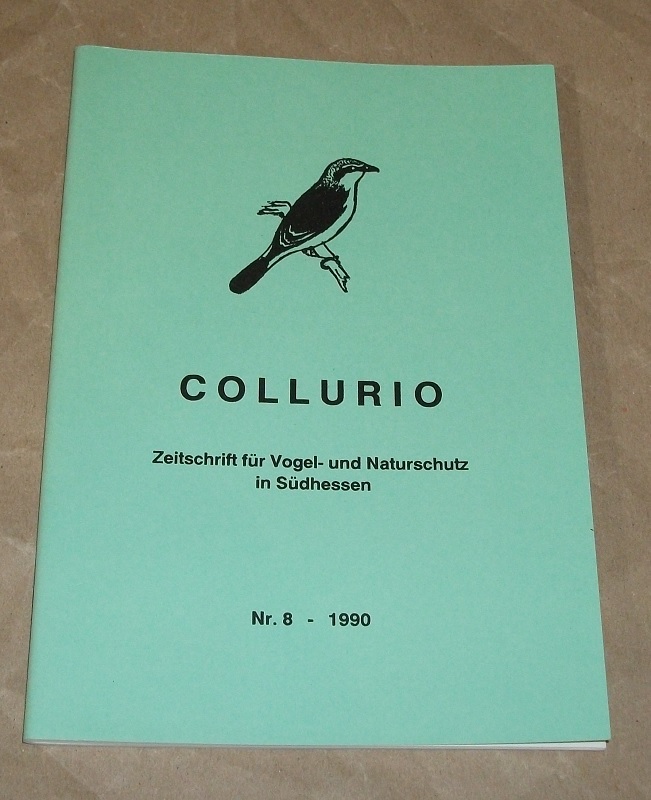 COLLURIO
Zeitschrift für Vogel- und Naturschutz
in Südhessen
Nr. 8 - 1990